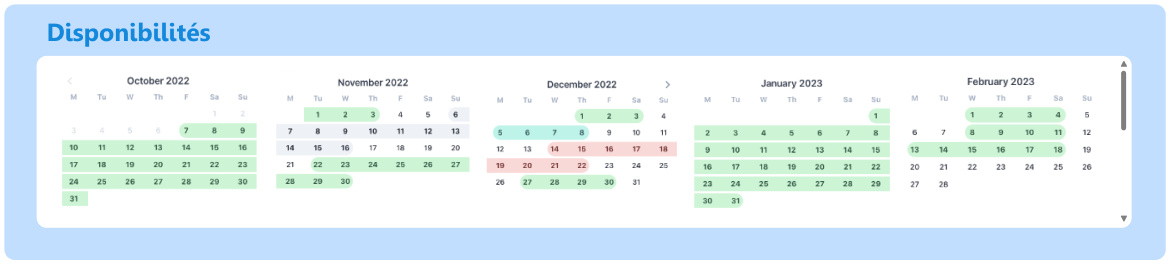 Disponibilités
October 2022
M Tu W Th F Sa Su
1 2
3 4 5 6 7 8 9
10 11 12 13 14 15 16
17 18 19 20 21 22 23
24 25 26 27 28 29 30
31
November 2022
M Tu W Th F Sa Su
1 2 3 4 5 6
7 8 9 10 11 12 13
14 15 16 17 18 19 20
21 22 23 24 25 26 27
28 29 30
December 2022
M Tu W Th F Sa Su
1 2 3 4
5 6 7 8 9 10 11
12 13 14 15 16 17 18
19 20 21 22 23 24 25
26 27 28 29 30 31
January 2023
M Tu W Th F Sa Su
1
2 3 4 5 6 7 8
9 10 11 12 13 14 15
16 17 18 19 20 21 22
23 24 25 26 27 28 29
30 31
February 2023
M Tu W Th F Sa Su
1 2 3 4 5
6 7 8 9 10 11 12
13 14 15 16 17 18 19
20 21 22 23 24 25 26
27 28